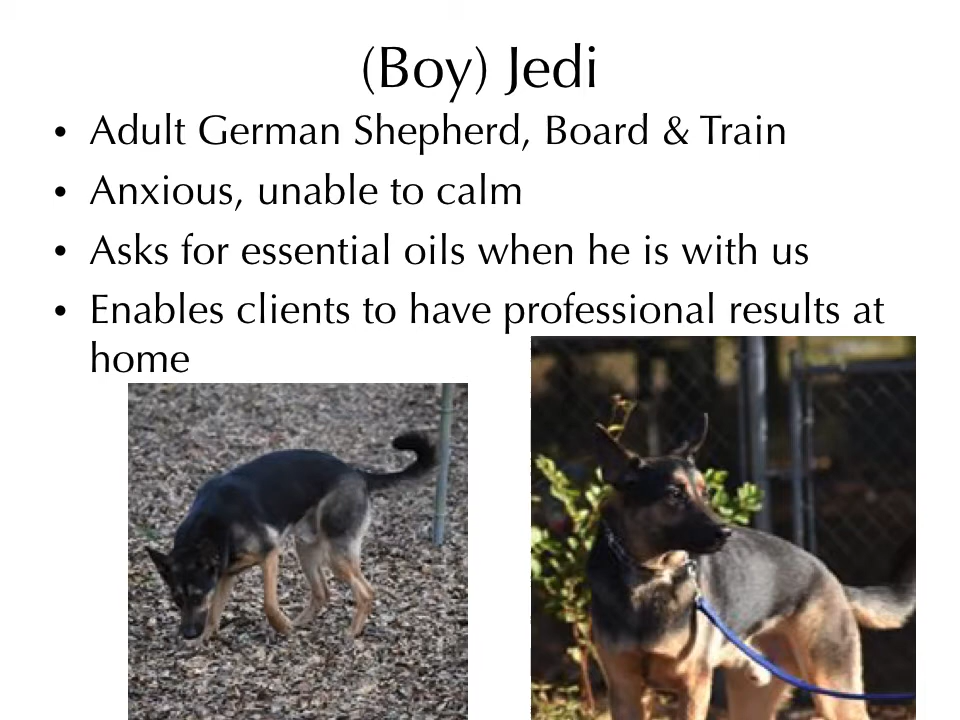 (Boy) Jedi
• Adult German Shepherd, Board & Train
• Anxious, unable to calm
• Asks for essential oils when he is with us
• Enables clients to have professional results at
home